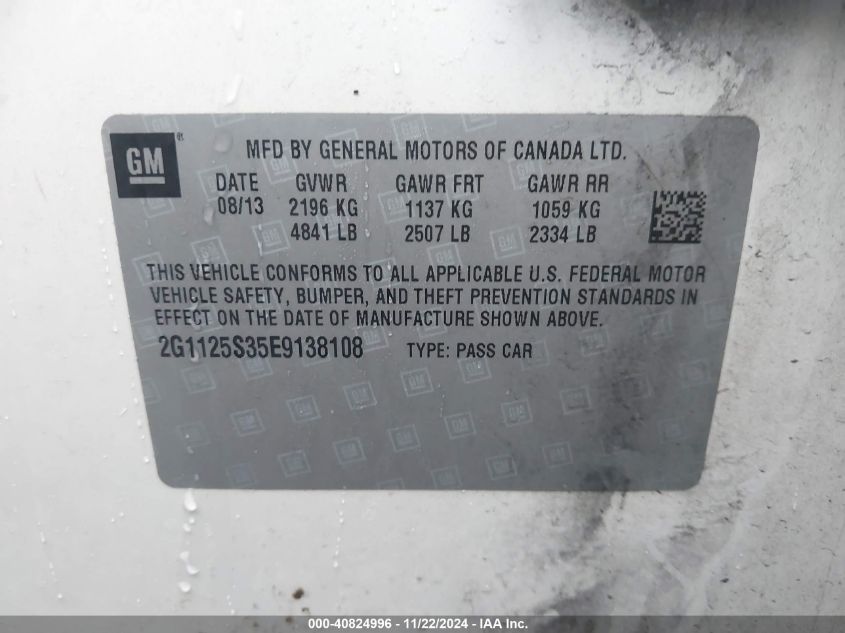 GM
MFD BY GENERAL MOTORS OF CANADA LTD.
DATE GVWR GAWR FRT GAWR RR
08/13 2196 KG 1137 KG 1059 KG
4841 LB 2507 LB 2334 LB
THIS VEHICLE CONFORMS TO ALL APPLICABLE U.S. FEDERAL MOTOR
VEHICLE SAFETY, BUMPER, AND THEFT PREVENTION STANDARDS IN
EFFECT ON THE DATE OF MANUFACTURE SHOWN ABOVE.
2G1125S35E9138108 TYPE: PASS CAR
000-40824996 - 11/22/2024 - IAA Inc.